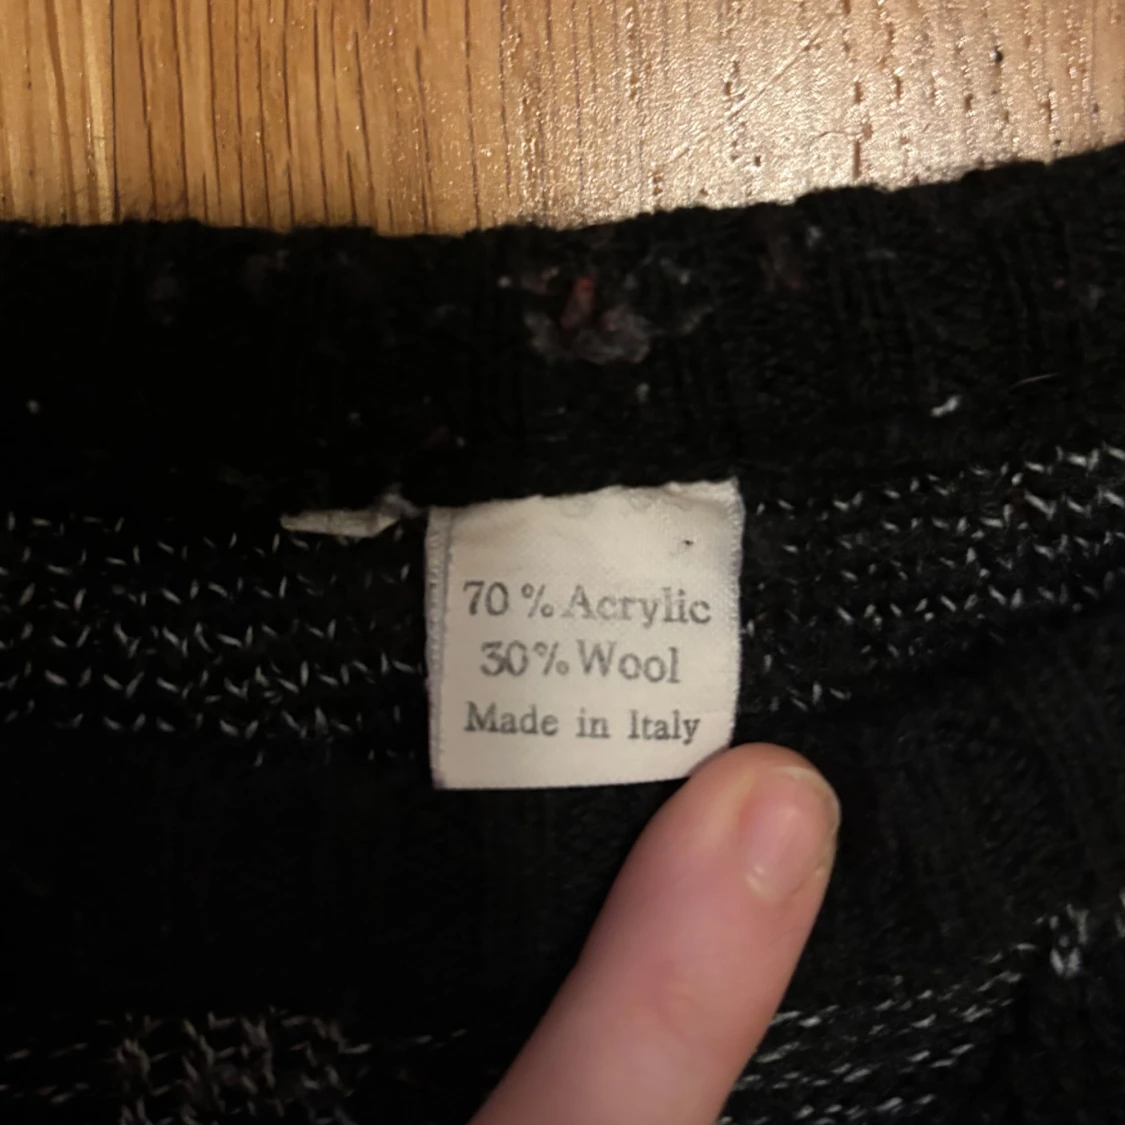 70 % Acrylic
30% Wool
Made in Italy